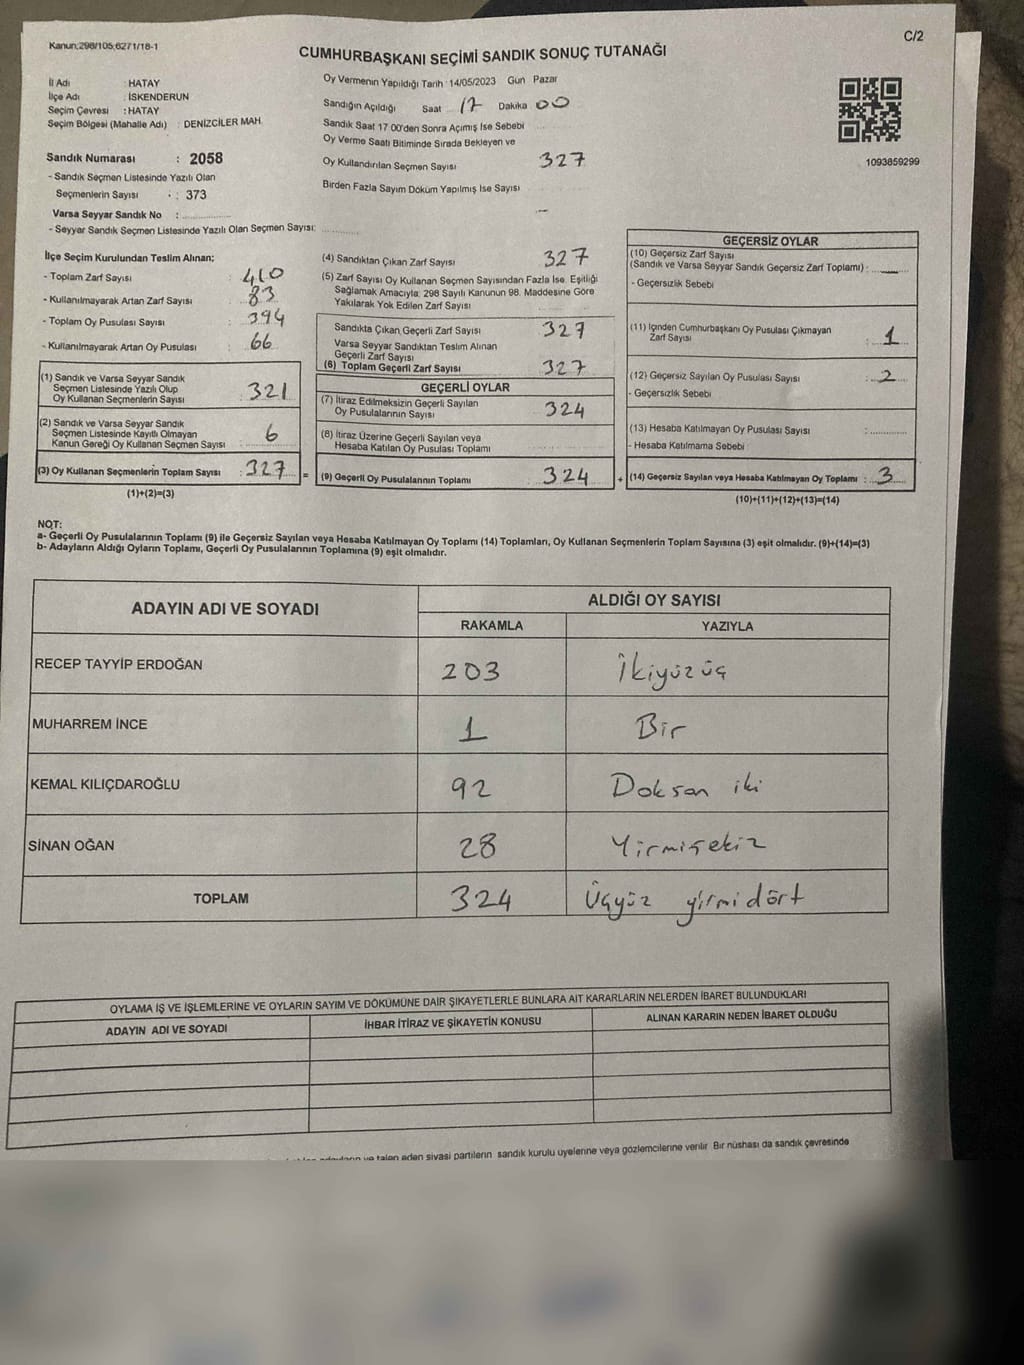 Kanun:298/105;6271/18-1
C/2
CUMHURBAŞKANI SEÇİMİ SANDIK SONUÇ TUTANAĞI
İl Adı : HATAY
İlçe Adı : İSKENDERUN
Seçim Çevresi : HATAY
Seçim Bölgesi (Mahalle Adı) : DENİZCİLER MAH.
Sandık Numarası : 2058
- Sandık Seçmen Listesinde Yazılı Olan
Seçmenlerin Sayısı : 373
Varsa Seyyar Sandık No :
- Seyyar Sandık Seçmen Listesinde Yazılı Olan Seçmen Sayısı:
Oy Vermenin Yapıldığı Tarih : 14/05/2023 Gün Pazar
Sandığın Açıldığı Saat 17 Dakika 00
Sandık Saat 17 00'den Sonra Açımış İse Sebebi
Oy Verme Saati Bitiminde Sırada Bekleyen ve
Oy Kullandırılan Seçmen Sayısı 327
Birden Fazla Sayım Döküm Yapılmış İse Sayısı
—
1093859299
İlçe Seçim Kurulundan Teslim Alınan;
- Toplam Zarf Sayısı : 410
- Kullanılmayarak Artan Zarf Sayısı : 83
- Toplam Oy Pusulası Sayısı : 394
- Kullanılmayarak Artan Oy Pusulası : 66
(1) Sandık ve Varsa Seyyar Sandık
Seçmen Listesinde Yazılı Olup
Oy Kullanan Seçmenlerin Sayısı : 321
(2) Sandık ve Varsa Seyyar Sandık
Seçmen Listesinde Kayıtlı Olmayan
Kanun Gereği Oy Kullanan Seçmen Sayısı : 6
(3) Oy Kullanan Seçmenlerin Toplam Sayısı : 327 =
(1)+(2)=(3)
(4) Sandıktan Çıkan Zarf Sayısı 327
(5) Zarf Sayısı Oy Kullanan Seçmen Sayısından Fazla İse, Eşitliği
Sağlamak Amacıyla; 298 Sayılı Kanunun 98. Maddesine Göre
Yakılarak Yok Edilen Zarf Sayısı
Sandıkta Çıkan Geçerli Zarf Sayısı 327
Varsa Seyyar Sandıktan Teslim Alınan
Geçerli Zarf Sayısı
(6) Toplam Geçerli Zarf Sayısı 327
GEÇERLİ OYLAR
(7) İtiraz Edilmeksizin Geçerli Sayılan
Oy Pusulalarının Sayısı 324
(8) İtiraz Üzerine Geçerli Sayılan veya
Hesaba Katılan Oy Pusulası Toplamı
(9) Geçerli Oy Pusulalarının Toplamı 324 +
GEÇERSİZ OYLAR
(10) Geçersiz Zarf Sayısı
(Sandık ve Varsa Seyyar Sandık Geçersiz Zarf Toplamı) :
- Geçersizlik Sebebi
(11) İçinden Cumhurbaşkanı Oy Pusulası Çıkmayan
Zarf Sayısı : 1
(12) Geçersiz Sayılan Oy Pusulası Sayısı : 2
- Geçersizlik Sebebi
(13) Hesaba Katılmayan Oy Pusulası Sayısı :
- Hesaba Katılmama Sebebi
(14) Geçersiz Sayılan veya Hesaba Katılmayan Oy Toplamı : 3
(10)+(11)+(12)+(13)=(14)
NOT:
a- Geçerli Oy Pusulalarının Toplamı (9) ile Geçersiz Sayılan veya Hesaba Katılmayan Oy Toplamı (14) Toplamları, Oy Kullanan Seçmenlerin Toplam Sayısına (3) eşit olmalıdır. (9)+(14)=(3)
b- Adayların Aldığı Oyların Toplamı, Geçerli Oy Pusulalarının Toplamına (9) eşit olmalıdır.
ADAYIN ADI VE SOYADI
ALDIĞI OY SAYISI
RAKAMLA YAZIYLA
RECEP TAYYİP ERDOĞAN 203 İkiyüzüç
MUHARREM İNCE 1 Bir
KEMAL KILIÇDAROĞLU 92 Doksan iki
SİNAN OĞAN 28 Yirmisekiz
TOPLAM 324 Üçyüz yirmidört
OYLAMA İŞ VE İŞLEMLERİNE VE OYLARIN SAYIM VE DÖKÜMÜNE DAİR ŞİKAYETLERLE BUNLARA AİT KARARLARIN NELERDEN İBARET BULUNDUKLARI
ADAYIN ADI VE SOYADI İHBAR İTİRAZ VE ŞİKAYETİN KONUSU ALINAN KARARIN NEDEN İBARET OLDUĞU
ve talep eden siyasi partilerin sandık kurulu üyelerine veya gözlemcilerine verilir. Bir nüshası da sandık çevresinde